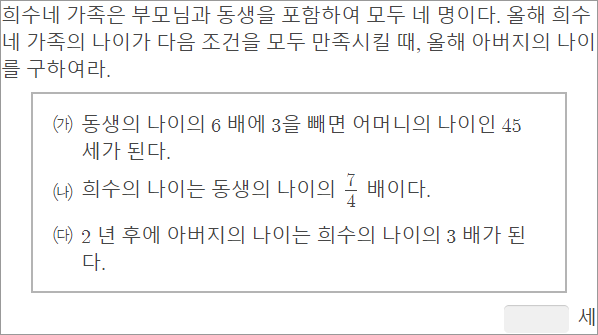 희수네 가족은 부모님과 동생을 포함하여 모두 네 명이다. 올해 희수
네 가족의 나이가 다음 조건을 모두 만족시킬 때, 올해 아버지의 나이
를 구하여라.
㈎ 동생의 나이의 6 배에 3을 빼면 어머니의 나이인 45
세가 된다.
㈏ 희수의 나이는 동생의 나이의 7/4 배이다.
㈐ 2 년 후에 아버지의 나이는 희수의 나이의 3 배가 된
다.
세